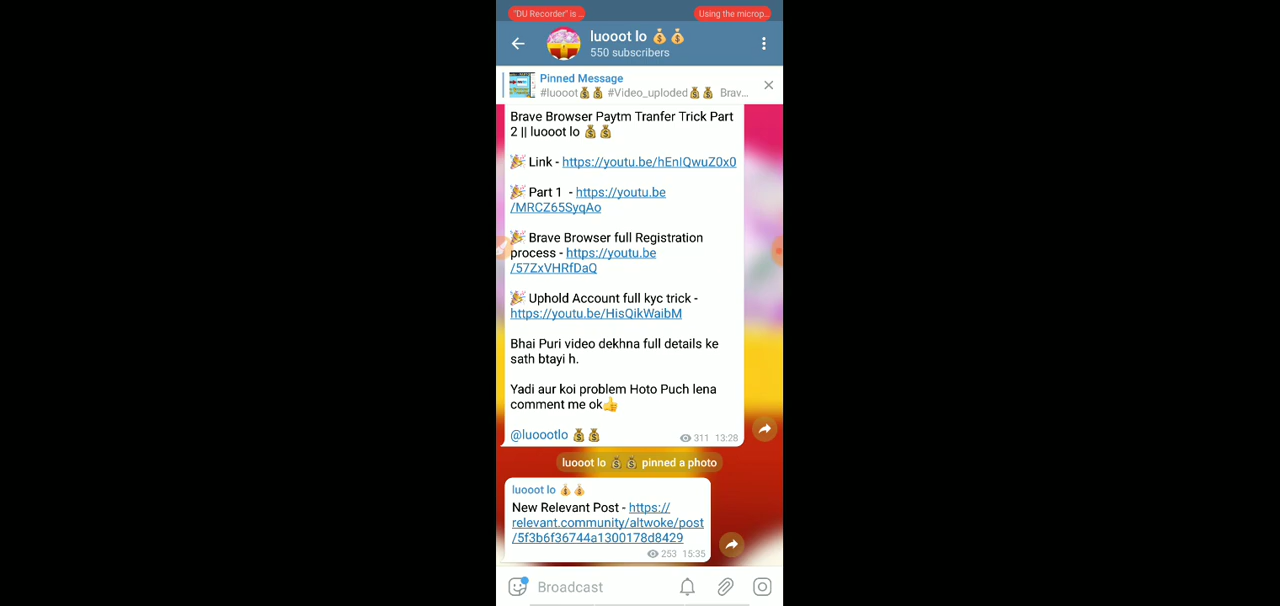 "DU Recorder" is ...
Using the microp...
luooot lo 💰💰
550 subscribers
Pinned Message
#luooot💰💰 #Video_uploded💰💰 Brav...
Brave Browser Paytm Tranfer Trick Part
2 || luooot lo 💰💰
🎉 Link - https://youtu.be/hEnIQwuZ0x0
🎉 Part 1 - https://youtu.be
/MRCZ65SyqAo
🎉 Brave Browser full Registration
process - https://youtu.be
/57ZxVHRfDaQ
🎉 Uphold Account full kyc trick -
https://youtu.be/HisQikWaibM
Bhai Puri video dekhna full details ke
sath btayi h.
Yadi aur koi problem Hoto Puch lena
comment me ok👍
@luoootlo 💰💰
311 13:28
luooot lo 💰💰 pinned a photo
luooot lo 💰💰
New Relevant Post - https://
relevant.community/altwoke/post
/5f3b6f36744a1300178d8429
253 15:35
Broadcast